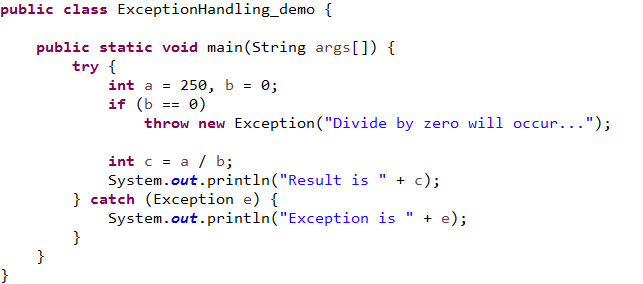 public class ExceptionHandling_demo {
public static void main(String args[]) {
try {
int a = 250, b = 0;
if (b == 0)
throw new Exception("Divide by zero will occur...");
int c = a / b;
System.out.println("Result is " + c);
} catch (Exception e) {
System.out.println("Exception is " + e);
}
}
}